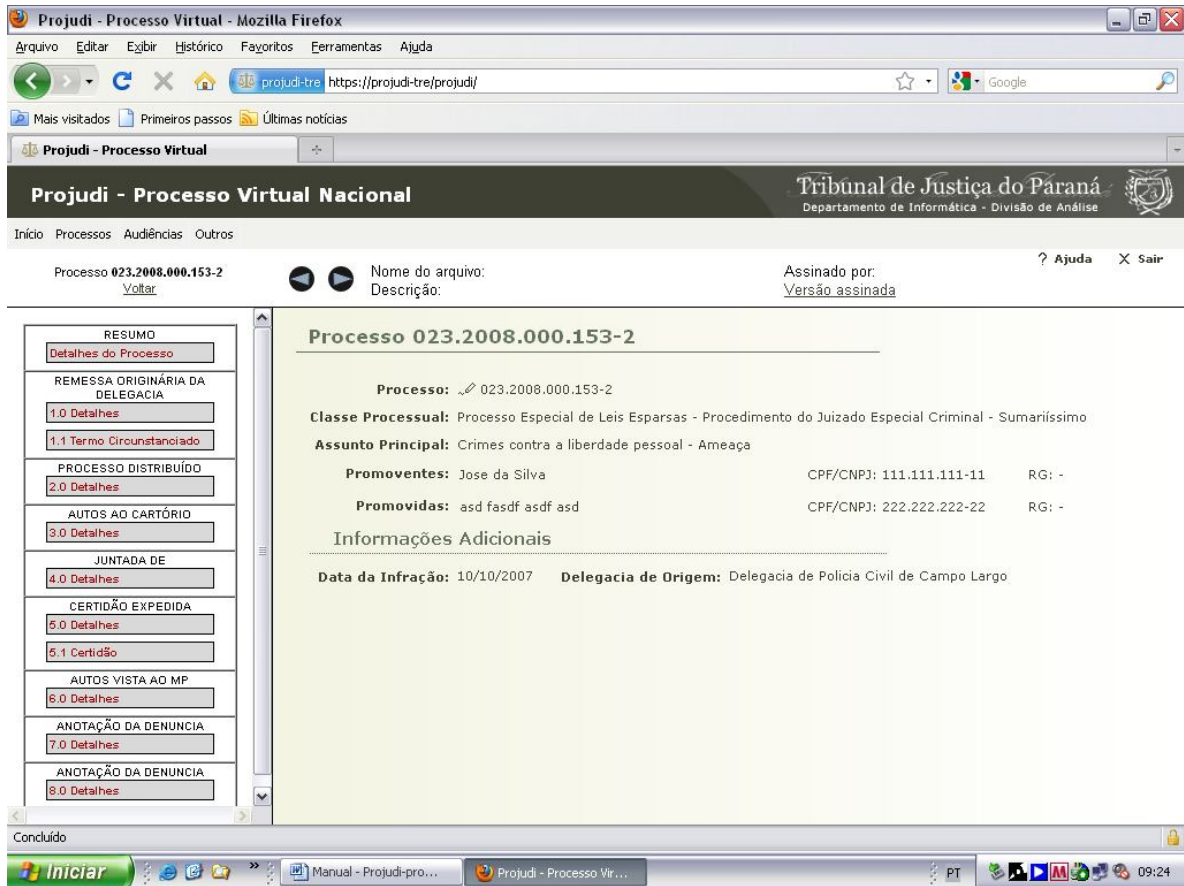 Projudi - Processo Virtual - Mozilla Firefox
Arquivo Editar Exibir Histórico Favoritos Ferramentas Ajuda
projudi-tre https://projudi-tre/projudi/
Google
Mais visitados Primeiros passos Últimas notícias
Projudi - Processo Virtual
Projudi - Processo Virtual Nacional
Tribunal de Justiça do Paraná
Departamento de Informática - Divisão de Análise
Início Processos Audiências Outros
? Ajuda X Sair
Processo 023.2008.000.153-2
Voltar
Nome do arquivo:
Descrição:
Assinado por:
Versão assinada
RESUMO
Detalhes do Processo
REMESSA ORIGINÁRIA DA
DELEGACIA
1.0 Detalhes
1.1 Termo Circunstanciado
PROCESSO DISTRIBUÍDO
2.0 Detalhes
AUTOS AO CARTÓRIO
3.0 Detalhes
JUNTADA DE
4.0 Detalhes
CERTIDÃO EXPEDIDA
5.0 Detalhes
5.1 Certidão
AUTOS VISTA AO MP
6.0 Detalhes
ANOTAÇÃO DA DENUNCIA
7.0 Detalhes
ANOTAÇÃO DA DENUNCIA
8.0 Detalhes
Processo 023.2008.000.153-2
Processo: 023.2008.000.153-2
Classe Processual: Processo Especial de Leis Esparsas - Procedimento do Juizado Especial Criminal - Sumariíssimo
Assunto Principal: Crimes contra a liberdade pessoal - Ameaça
Promoventes: Jose da Silva CPF/CNPJ: 111.111.111-11 RG: -
Promovidas: asd fasdf asdf asd CPF/CNPJ: 222.222.222-22 RG: -
Informações Adicionais
Data da Infração: 10/10/2007 Delegacia de Origem: Delegacia de Policia Civil de Campo Largo
Concluído
Iniciar
Manual - Projudi-pro...
Projudi - Processo Vir...
PT
09:24